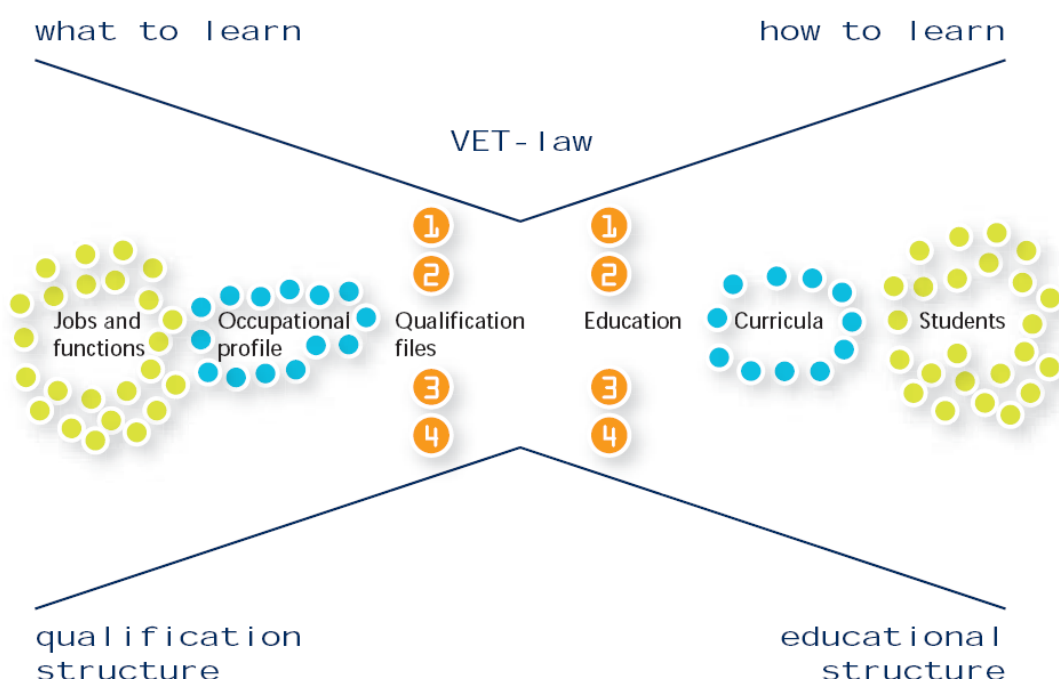 what to learn
how to learn
VET-law
1
1
2
2
Jobs and functions
Occupational profile
Qualification files
Education
Curricula
Students
3
3
4
4
qualification structure
educational structure